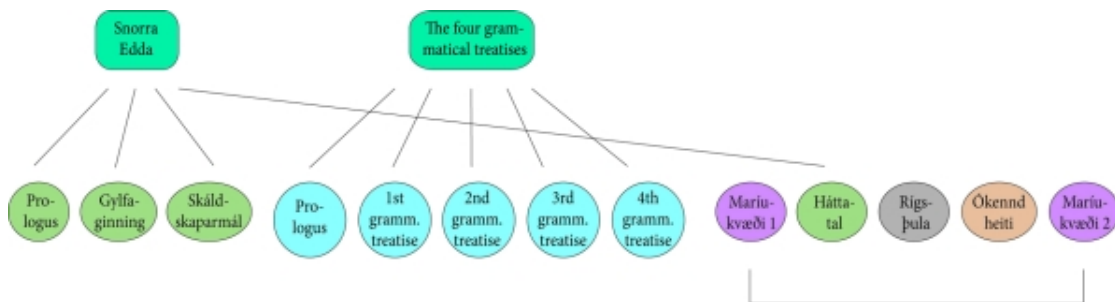 Snorra
Edda
The four gram-
matical treatises
Pro-
logus
Gylfa-
ginning
Skáld-
skaparmál
Pro-
logus
1st
gramm.
treatise
2nd
gramm.
treatise
3rd
gramm.
treatise
4th
gramm.
treatise
Maríu-
kvæði 1
Hátta-
tal
Rígs-
þula
Ókennd
heiti
Maríu-
kvæði 2